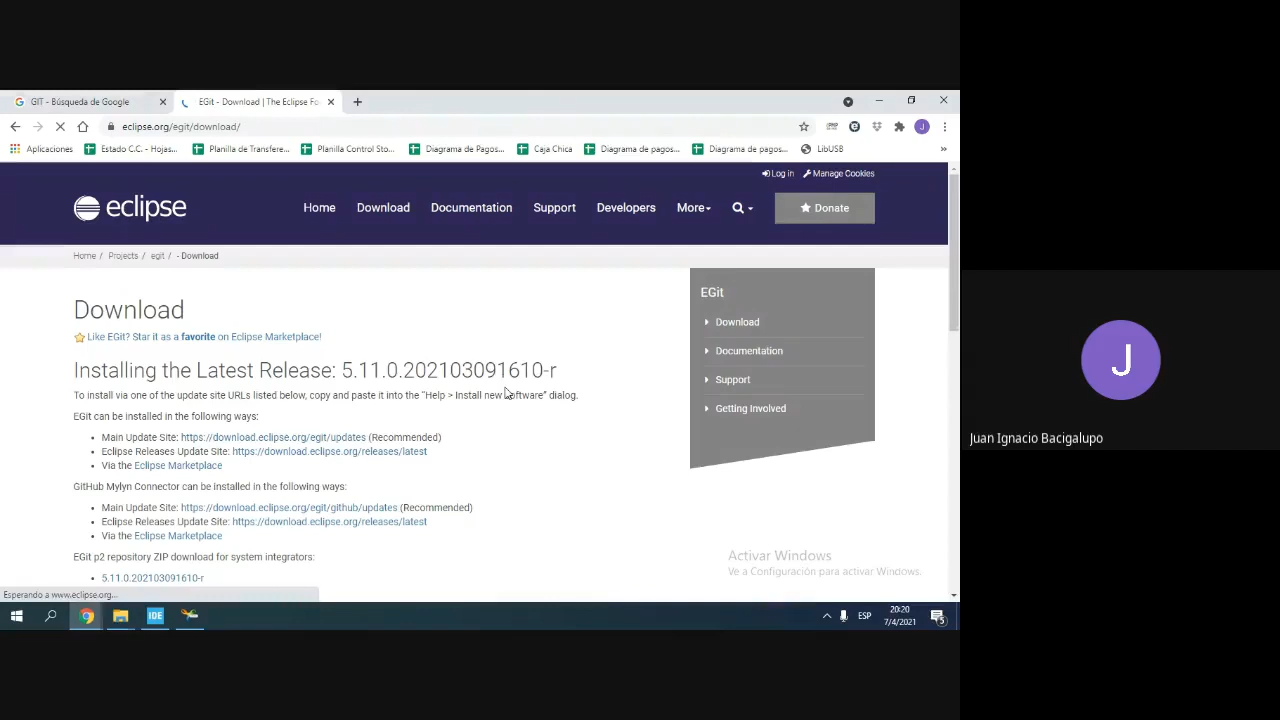 GIT - Búsqueda de Google
EGit - Download | The Eclipse Fo
eclipse.org/egit/download/
Aplicaciones
Estado C.C. - Hojas...
Planilla de Transfere...
Planilla Control Sto...
Diagrama de Pagos...
Caja Chica
Diagrama de pagos...
Diagrama de pagos...
LibUSB
»
Log in
Manage Cookies
eclipse
Home
Download
Documentation
Support
Developers
More
Donate
Home / Projects / egit / - Download
Download
Like EGit? Star it as a favorite on Eclipse Marketplace!
Installing the Latest Release: 5.11.0.202103091610-r
To install via one of the update site URLs listed below, copy and paste it into the "Help > Install new Software" dialog.
EGit can be installed in the following ways:
• Main Update Site: https://download.eclipse.org/egit/updates (Recommended)
• Eclipse Releases Update Site: https://download.eclipse.org/releases/latest
• Via the Eclipse Marketplace
GitHub Mylyn Connector can be installed in the following ways:
• Main Update Site: https://download.eclipse.org/egit/github/updates (Recommended)
• Eclipse Releases Update Site: https://download.eclipse.org/releases/latest
• Via the Eclipse Marketplace
EGit p2 repository ZIP download for system integrators:
• 5.11.0.202103091610-r
EGit
Download
Documentation
Support
Getting Involved
Activar Windows
Ve a Configuración para activar Windows.
Esperando a www.eclipse.org...
IDE
ESP
20:20
7/4/2021
5
J
J
Juan Ignacio Bacigalupo